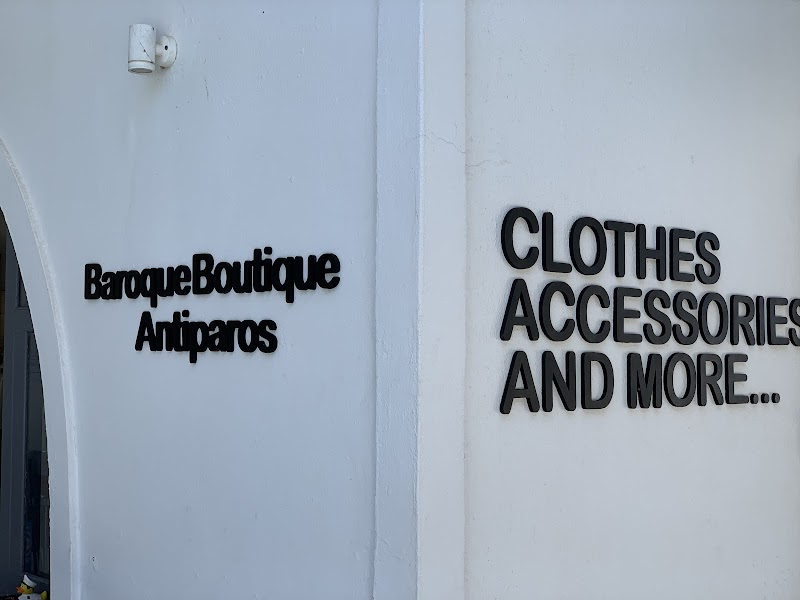 BaroqueBoutique
Antiparos
CLOTHES
ACCESSORIES
AND MORE...